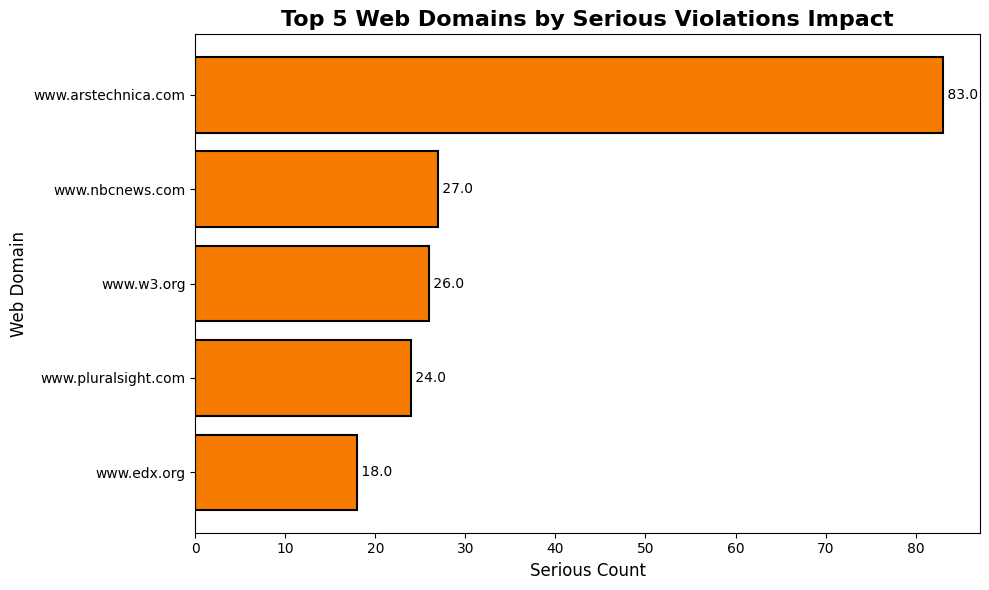 Top 5 Web Domains by Serious Violations Impact
Web Domain
www.arstechnica.com
83.0
www.nbcnews.com
27.0
www.w3.org
26.0
www.pluralsight.com
24.0
www.edx.org
18.0
0 10 20 30 40 50 60 70 80
Serious Count